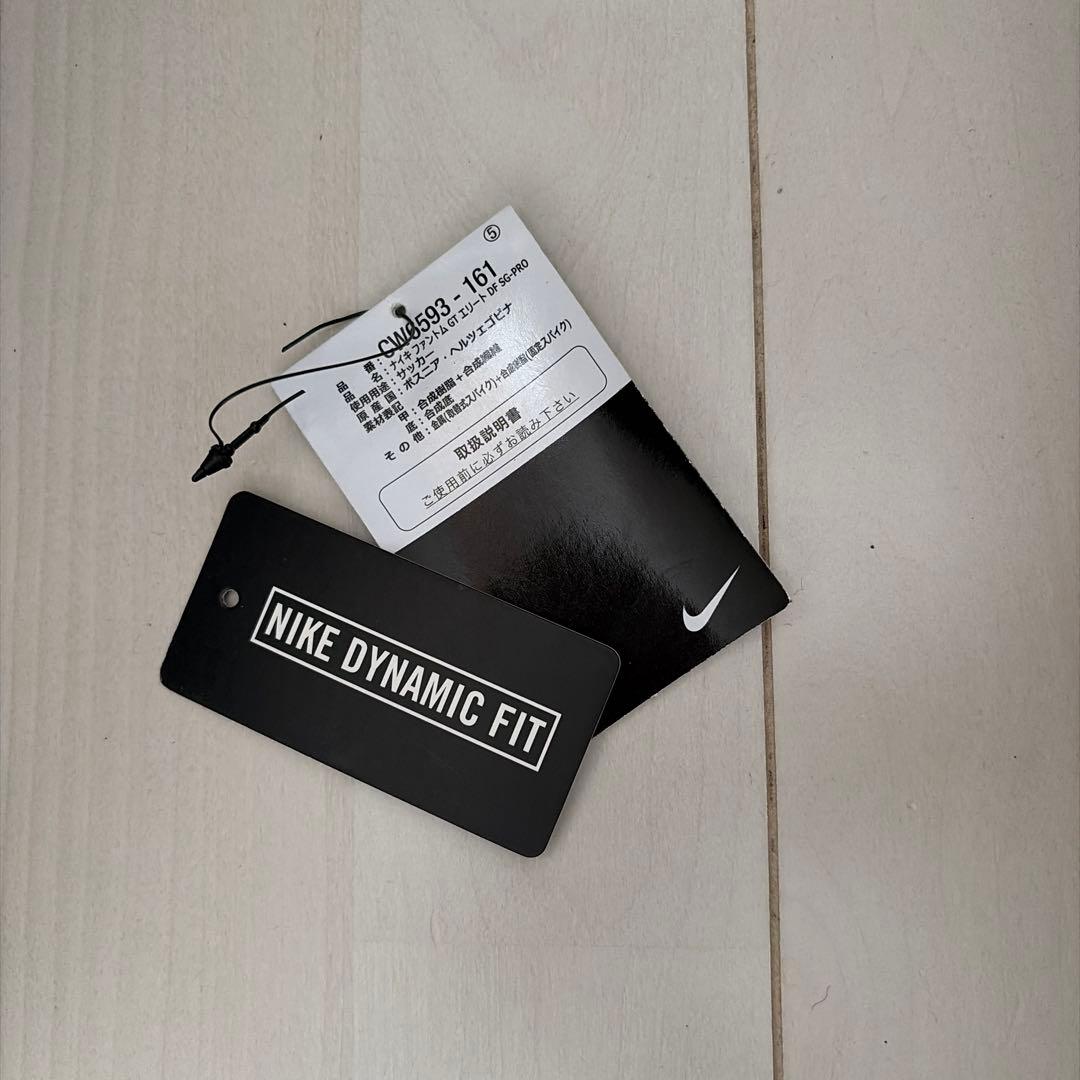 ⑤
品番：CW6593 - 161
品名：ナイキ ファントム GT エリート DF SG-PRO
使用用途：サッカー
原産国：ボスニア・ヘルツェゴビナ
素材表記 甲：合成樹脂＋合成繊維
底：合成底
その他：金属(取替式スパイク)＋合成樹脂(固定スパイク)
取扱説明書
ご使用前に必ずお読み下さい
NIKE DYNAMIC FIT